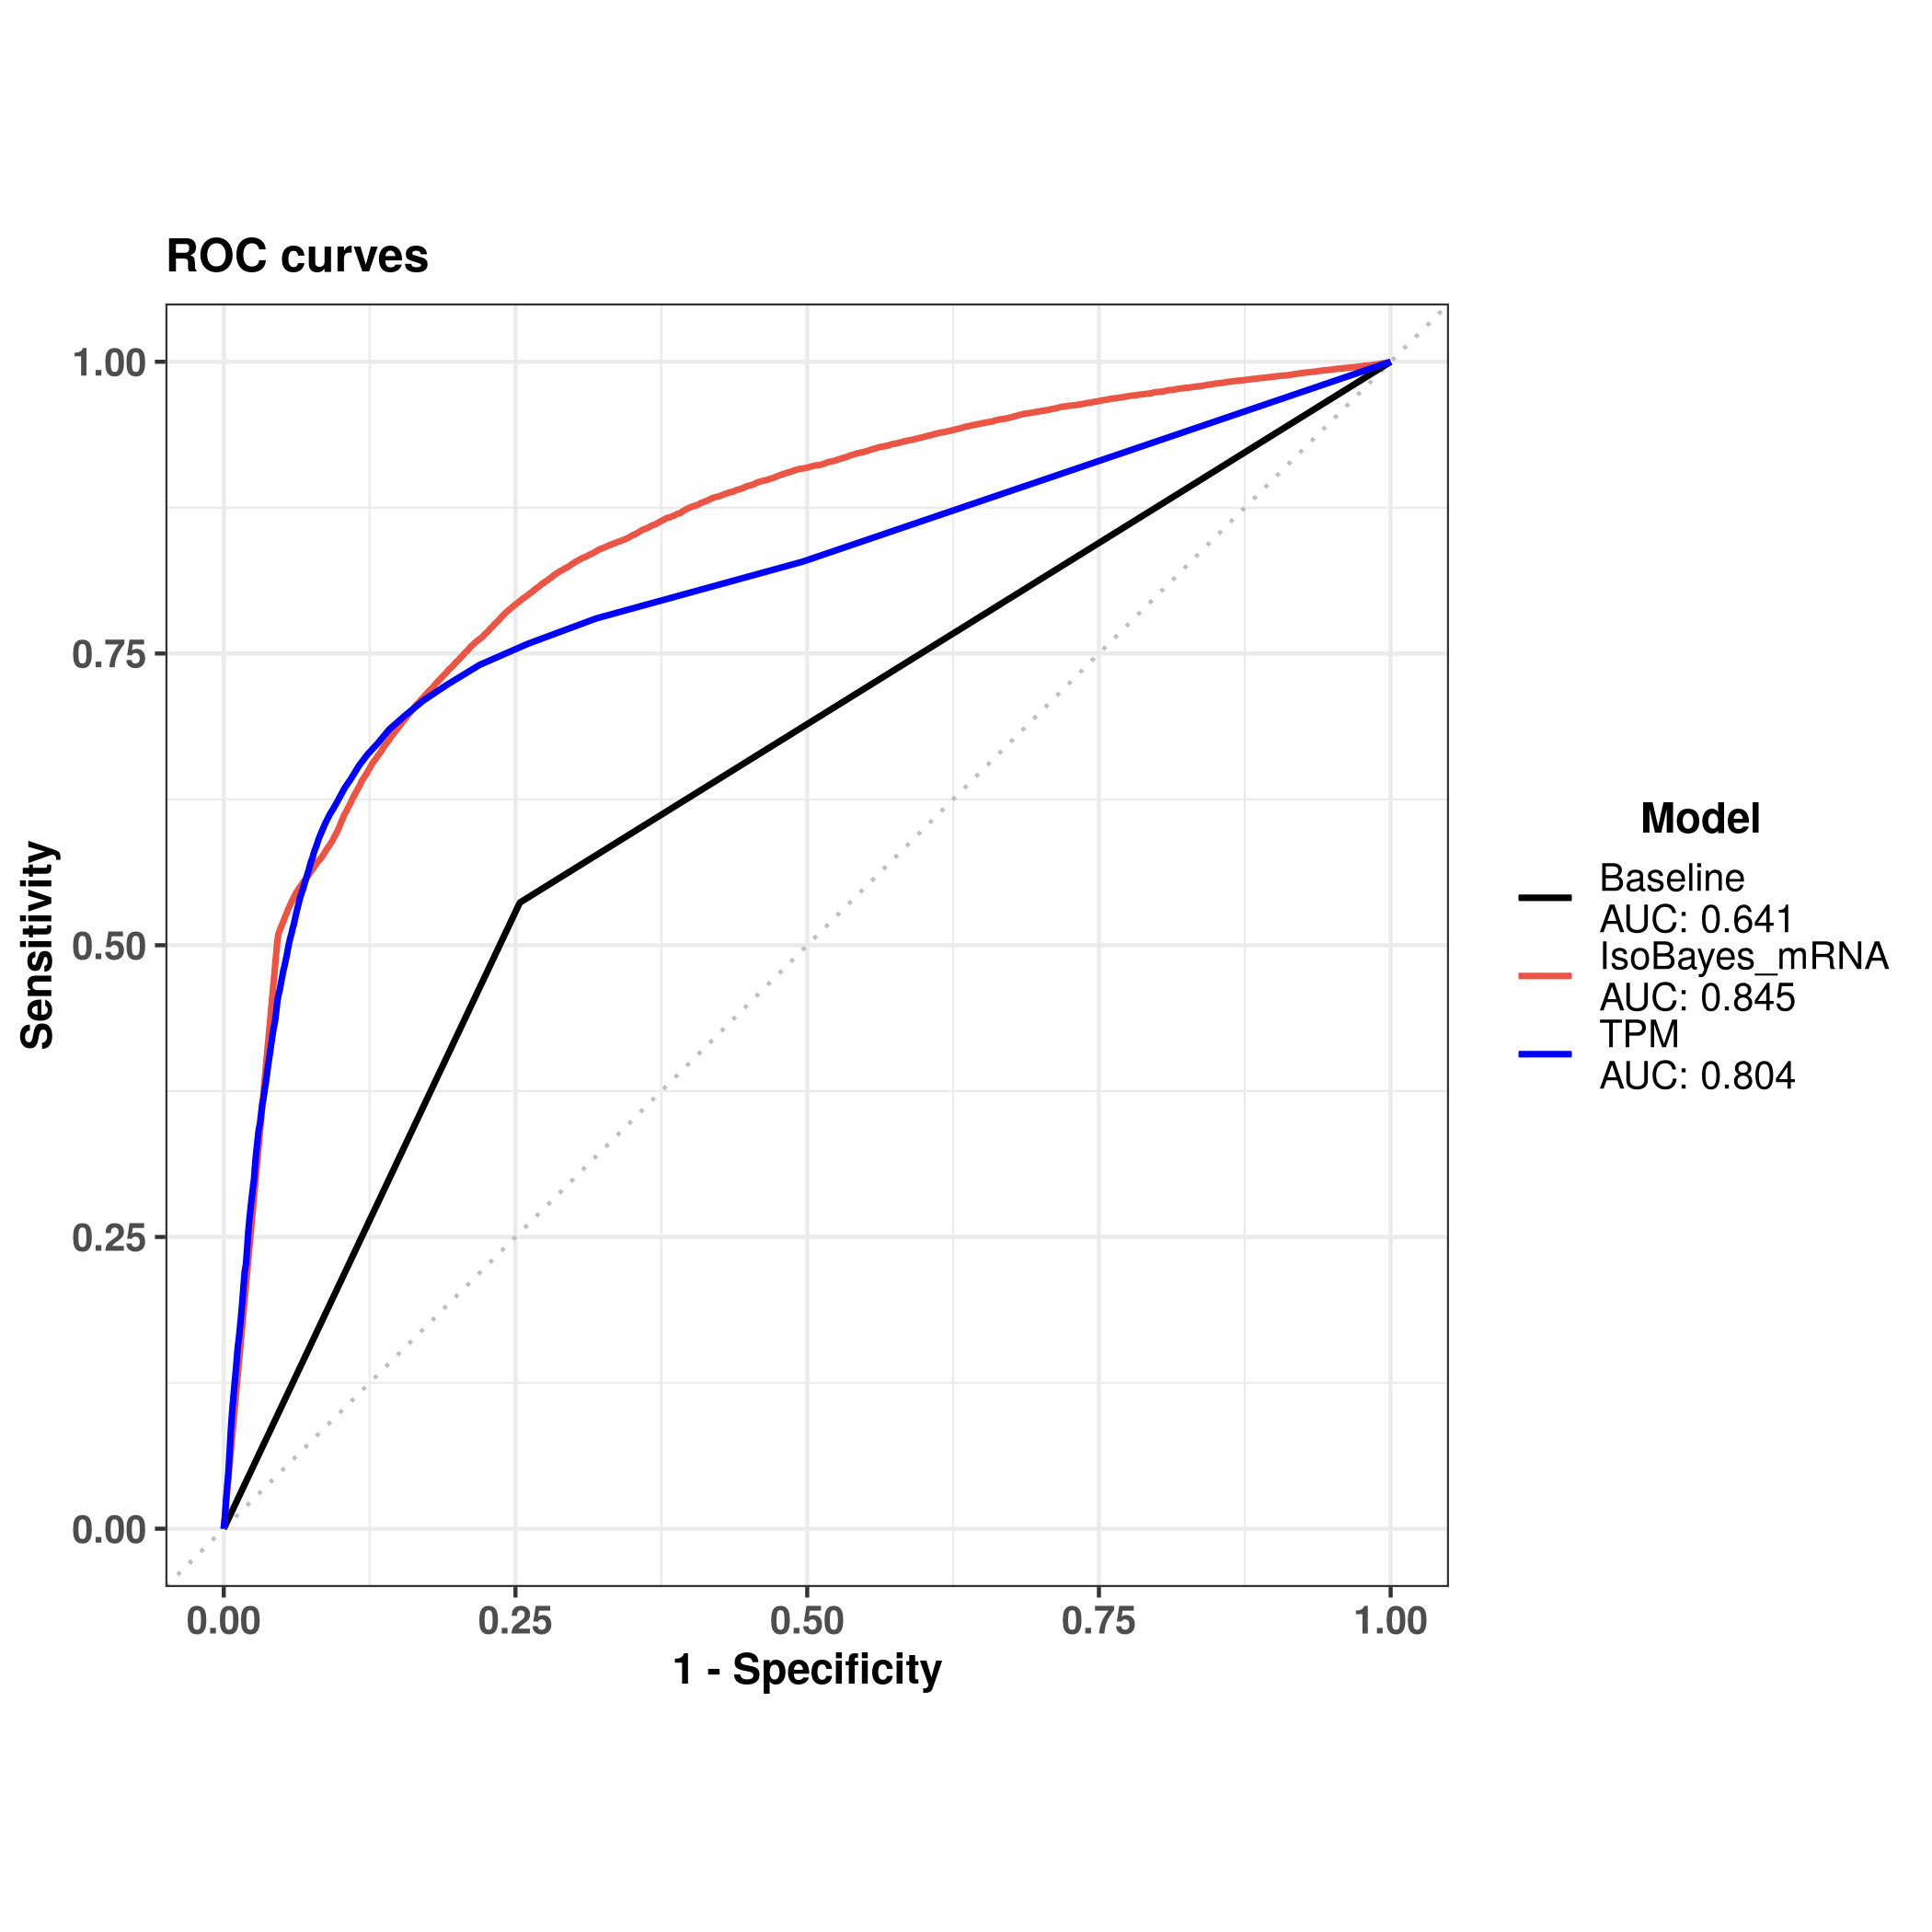 ROC curves
1.00
0.75
0.50
0.25
0.00
Sensitivity
0.00 0.25 0.50 0.75 1.00
1 - Specificity
Model
Baseline
AUC: 0.641
IsoBayes_mRNA
AUC: 0.845
TPM
AUC: 0.804